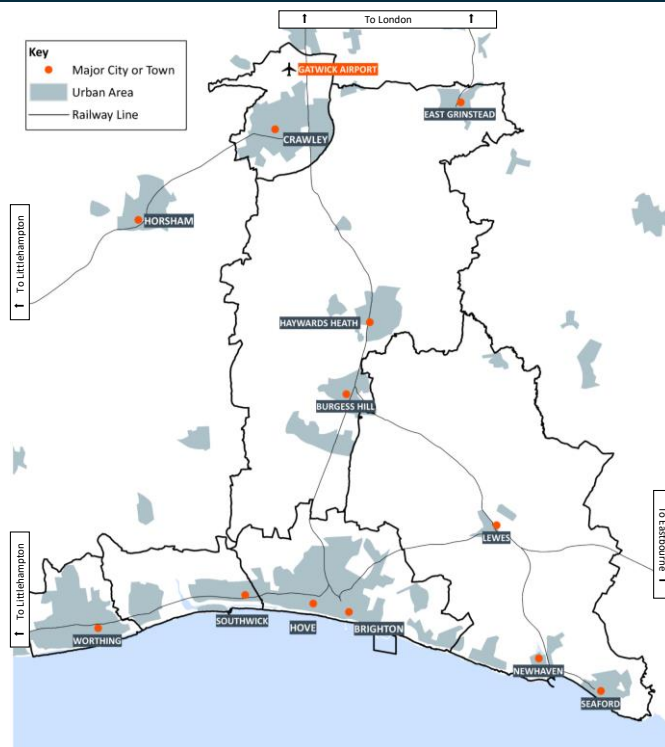 ↑ To London ↑
Key
Major City or Town
Urban Area
Railway Line
GATWICK AIRPORT
EAST GRINSTEAD
CRAWLEY
HORSHAM
↑ To Littlehampton
HAYWARDS HEATH
BURGESS HILL
LEWES
To Eastbourne ↑
↑ To Littlehampton
SOUTHWICK
HOVE
BRIGHTON
WORTHING
NEWHAVEN
SEAFORD